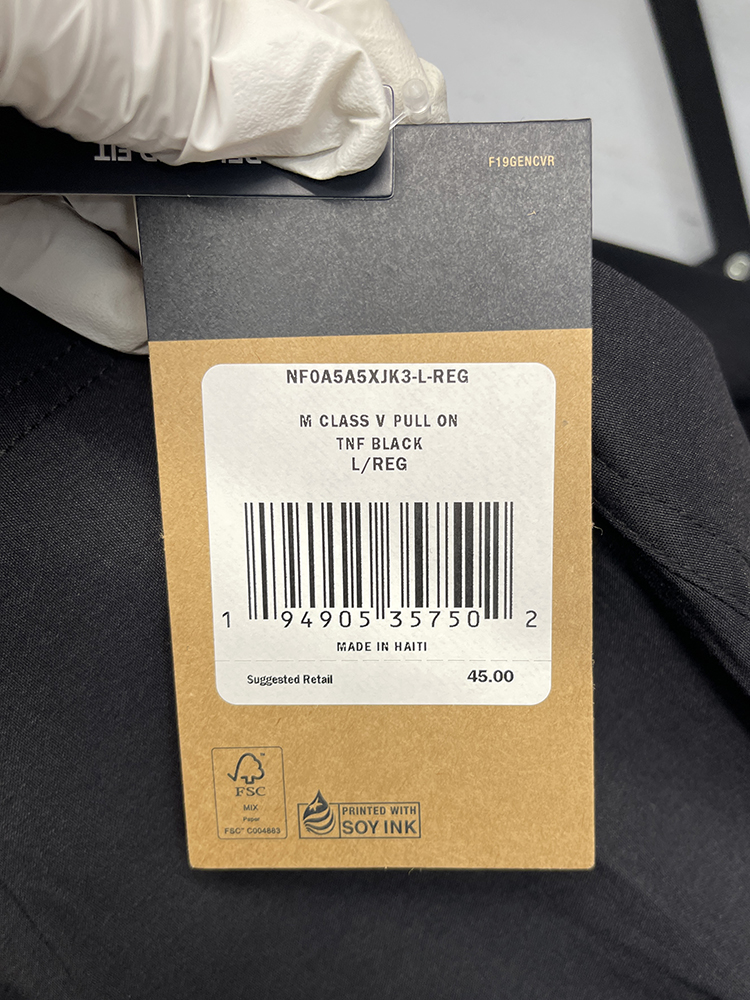 F19GENCVR
NF0A5A5XJK3-L-REG
M CLASS V PULL ON
TNF BLACK
L/REG
1 94905 35750 2
MADE IN HAITI
Suggested Retail 45.00
FSC
MIX
Paper
FSC™ C004663
PRINTED WITH
SOY INK